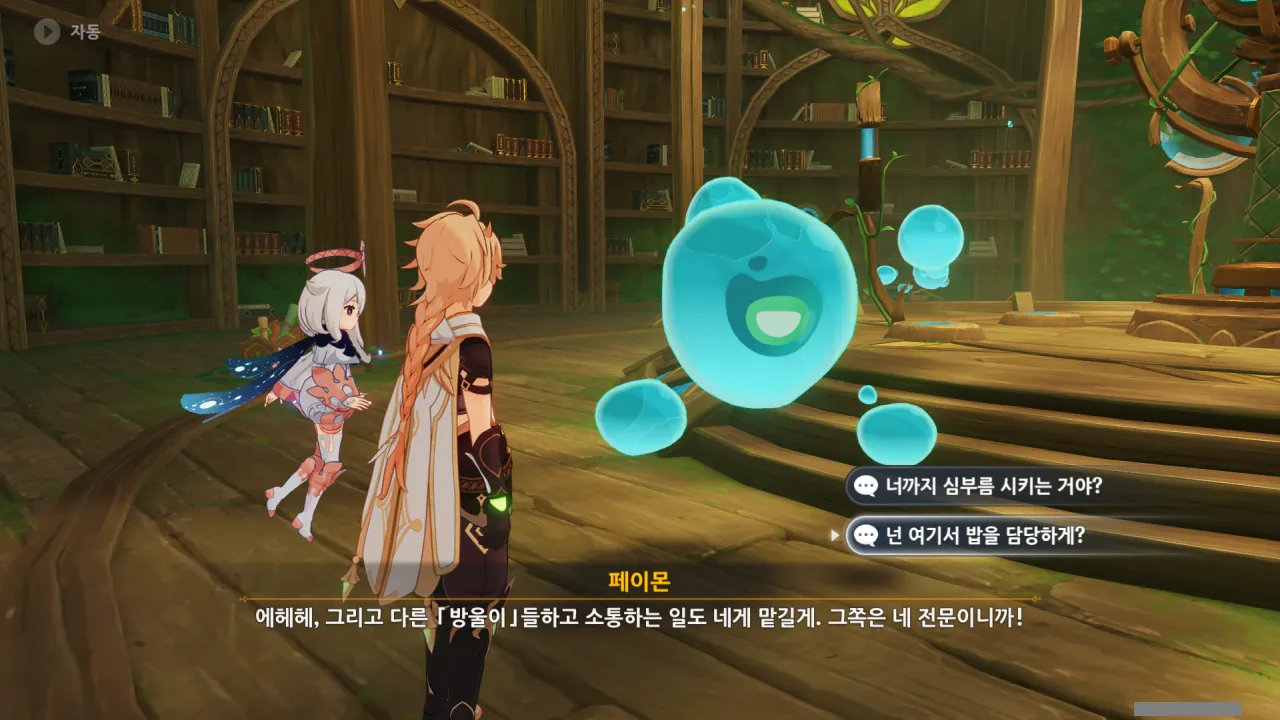 자동
너까지 심부름 시키는 거야?
넌 여기서 밥을 담당하게?
페이몬
에헤헤, 그리고 다른 「방울이」들하고 소통하는 일도 네게 맡길게. 그쪽은 네 전문이니까!